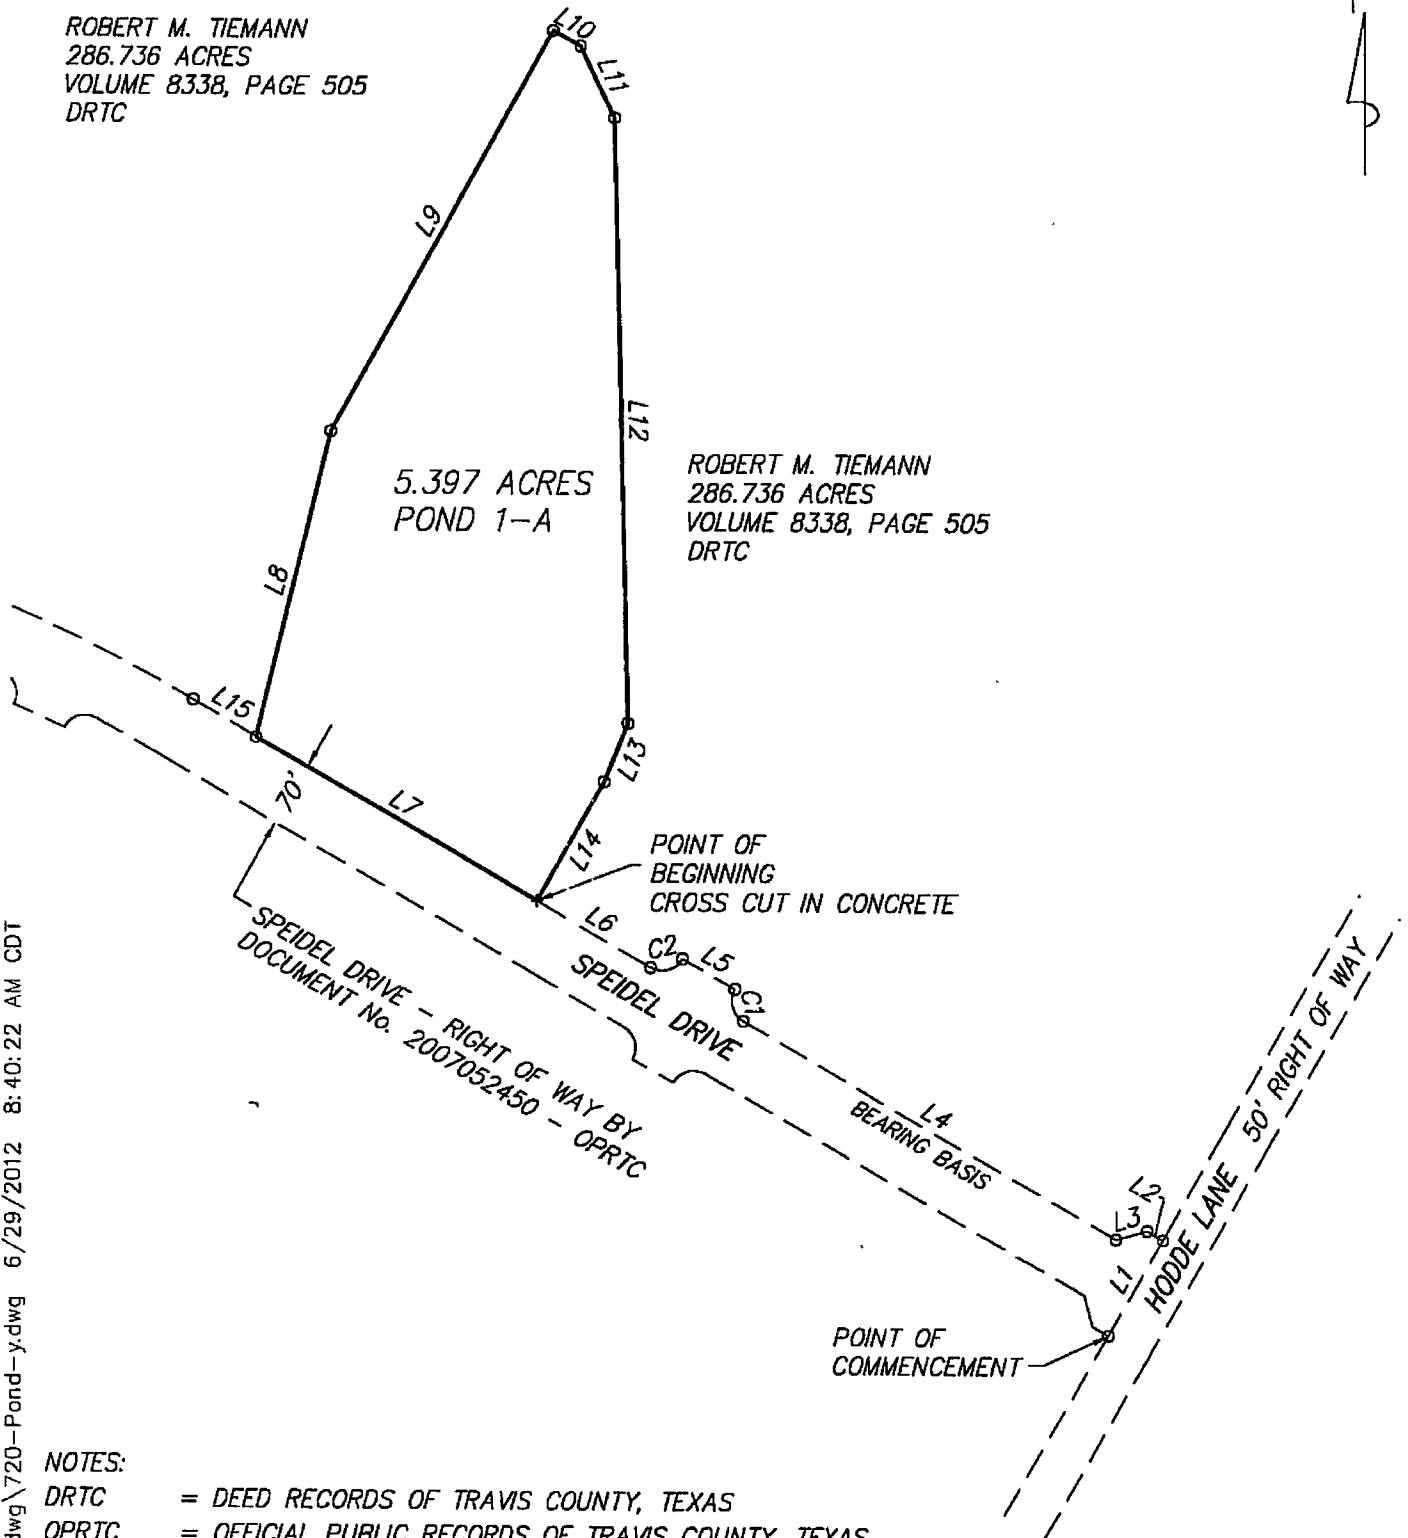 ROBERT M. TIEMANN
286.736 ACRES
VOLUME 8338, PAGE 505
DRTC
L10
L11
L9
L12
5.397 ACRES
POND 1-A
ROBERT M. TIEMANN
286.736 ACRES
VOLUME 8338, PAGE 505
DRTC
L8
L15
L13
70'
L7
L14
POINT OF
BEGINNING
CROSS CUT IN CONCRETE
L6
C2
L5
C1
SPEIDEL DRIVE
SPEIDEL DRIVE - RIGHT OF WAY BY
DOCUMENT No. 2007052450 - OPRTC
L4
BEARING BASIS
HODDE LANE 50' RIGHT OF WAY
L2
L3
L1
POINT OF
COMMENCEMENT
dwg\720-Pond-y.dwg 6/29/2012 8:40:22 AM CDT
NOTES:
DRTC = DEED RECORDS OF TRAVIS COUNTY, TEXAS
OPRTC = OFFICIAL PUBLIC RECORDS OF TRAVIS COUNTY, TEXAS